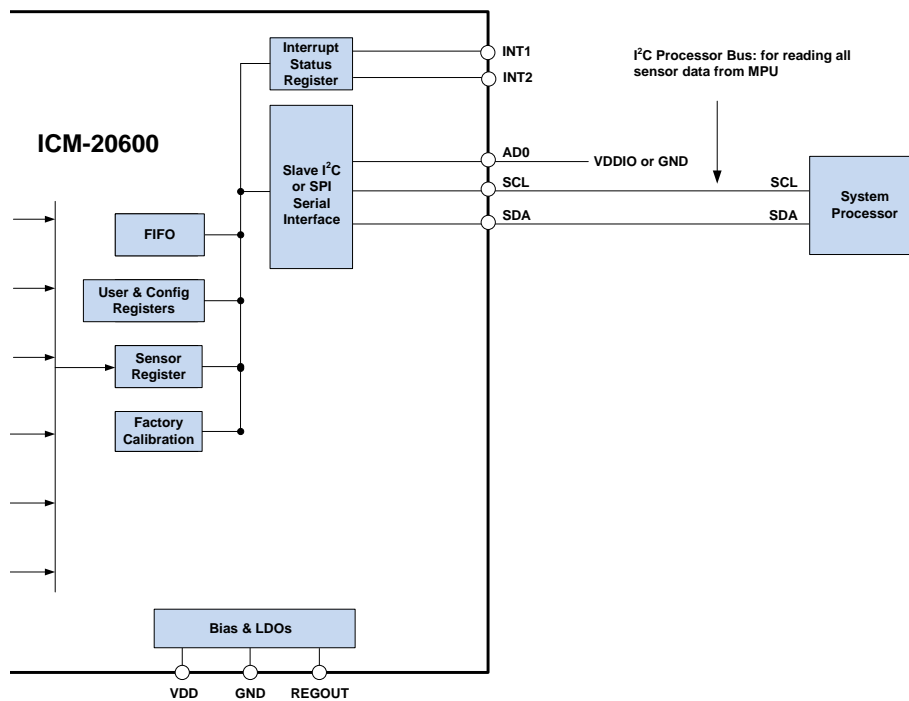 Interrupt
Status
Register
INT1
INT2
I²C Processor Bus: for reading all
sensor data from MPU
ICM-20600
Slave I²C
or SPI
Serial
Interface
AD0
VDDIO or GND
SCL
SCL
SDA
SDA
System
Processor
FIFO
User & Config
Registers
Sensor
Register
Factory
Calibration
Bias & LDOs
VDD
GND
REGOUT